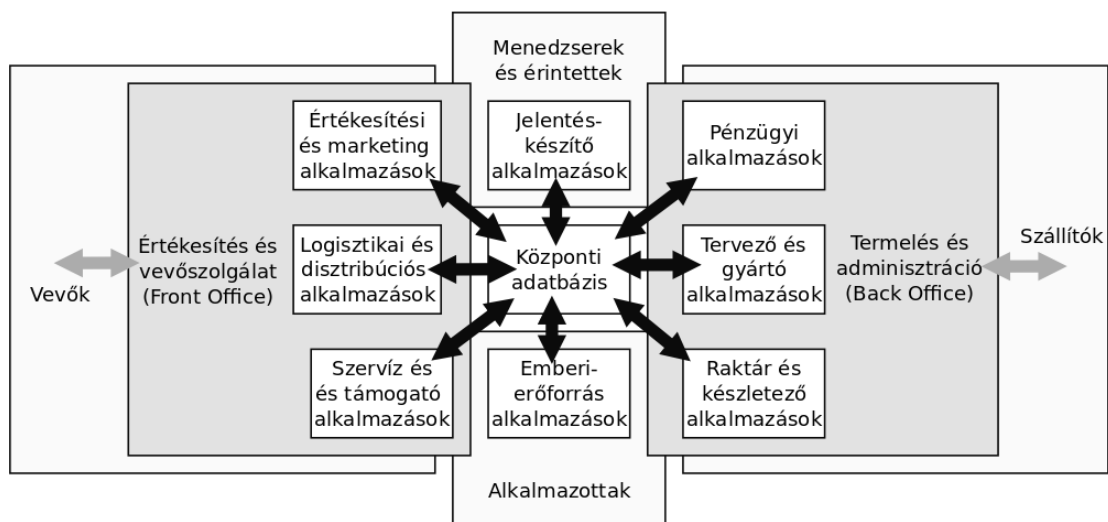 Menedzserek
és érintettek
Értékesítési
és marketing
alkalmazások
Jelentés-
készítő
alkalmazások
Pénzügyi
alkalmazások
Vevők
Értékesítés és
vevőszolgálat
(Front Office)
Logisztikai és
disztribúciós
alkalmazások
Központi
adatbázis
Tervező és
gyártó
alkalmazások
Termelés és
adminisztráció
(Back Office)
Szállítók
Szervíz és
és támogató
alkalmazások
Emberi-
erőforrás
alkalmazások
Raktár és
készletező
alkalmazások
Alkalmazottak